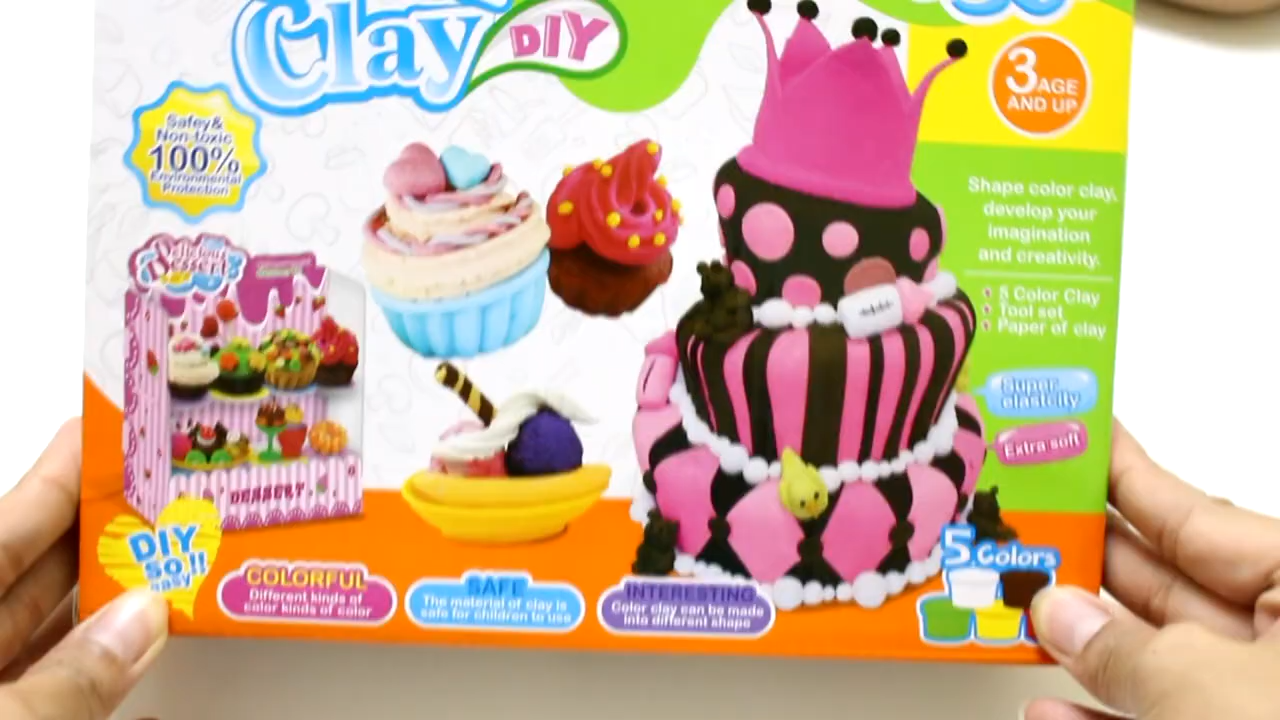 Clay DIY
3 AGE
AND UP
Safey&
Non-toxic
100%
Environmental
Protection
Shape color clay,
develop your
imagination
and creativity.
5 Color Clay
Tool set
Paper of clay
Super
elastcity
Extra soft
Delicious
Dessert
DESSERT
DIY
so !!
easy
COLORFUL
Different kinds of
color kinds of color
SAFE
The material of clay is
safe for children to use
INTERESTING
Color clay can be made
into different shape
5 Colors